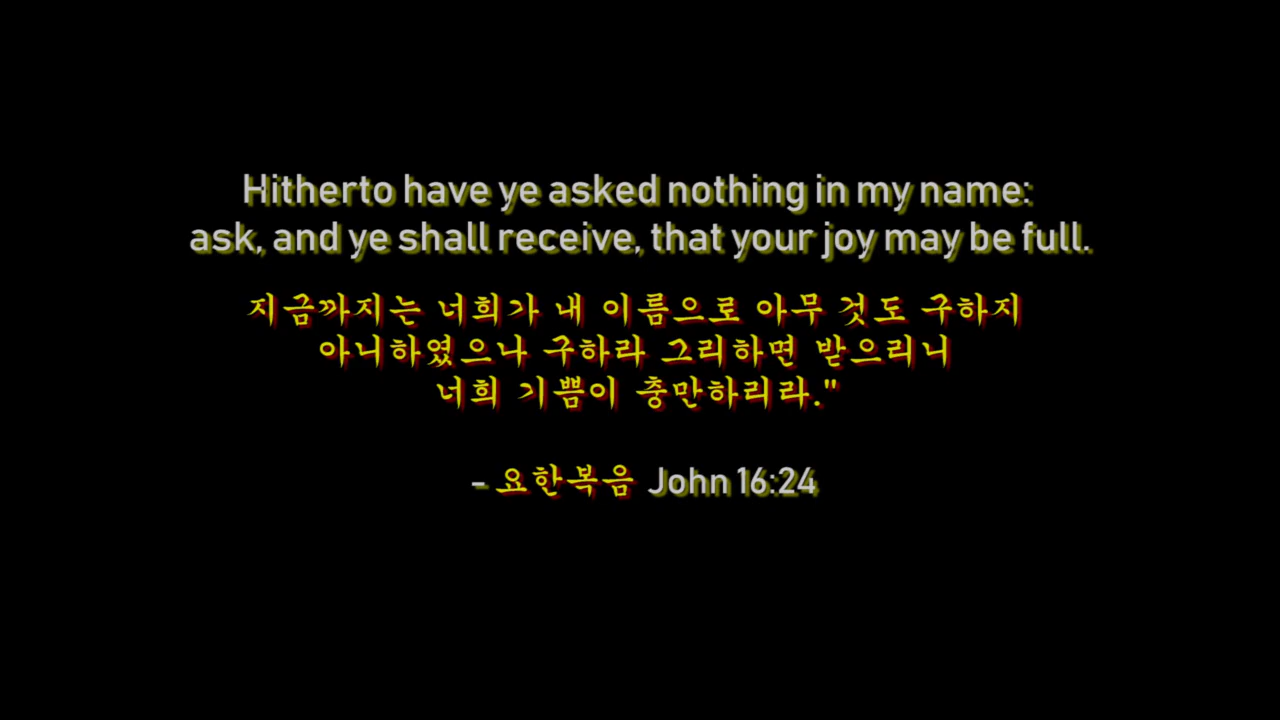 Hitherto have ye asked nothing in my name:
ask, and ye shall receive, that your joy may be full.
지금까지는 너희가 내 이름으로 아무 것도 구하지
아니하였으나 구하라 그리하면 받으리니
너희 기쁨이 충만하리라."
- 요한복음 John 16:24